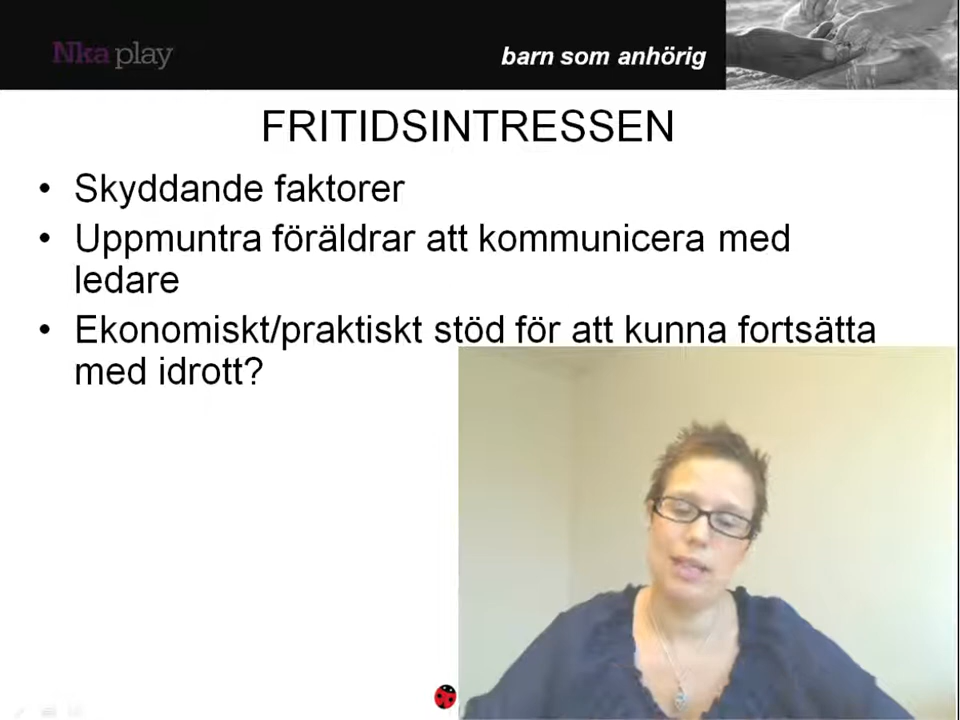 Nka play
barn som anhörig
FRITIDSINTRESSEN
• Skyddande faktorer
• Uppmuntra föräldrar att kommunicera med
ledare
• Ekonomiskt/praktiskt stöd för att kunna fortsätta
med idrott?